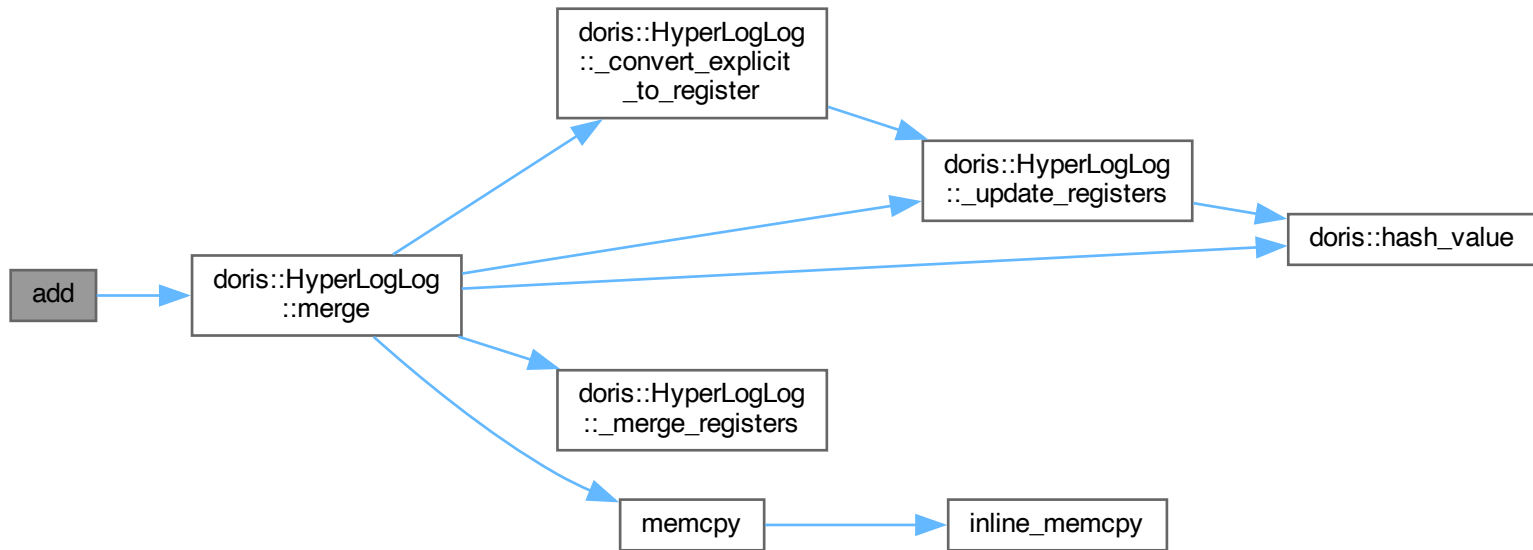 add
doris::HyperLogLog
::merge
doris::HyperLogLog
::_convert_explicit
_to_register
doris::HyperLogLog
::_update_registers
doris::hash_value
doris::HyperLogLog
::_merge_registers
memcpy
inline_memcpy